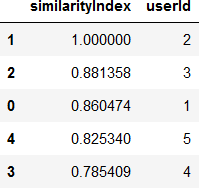 similarityIndex userId
1 1.000000 2
2 0.881358 3
0 0.860474 1
4 0.825340 5
3 0.785409 4